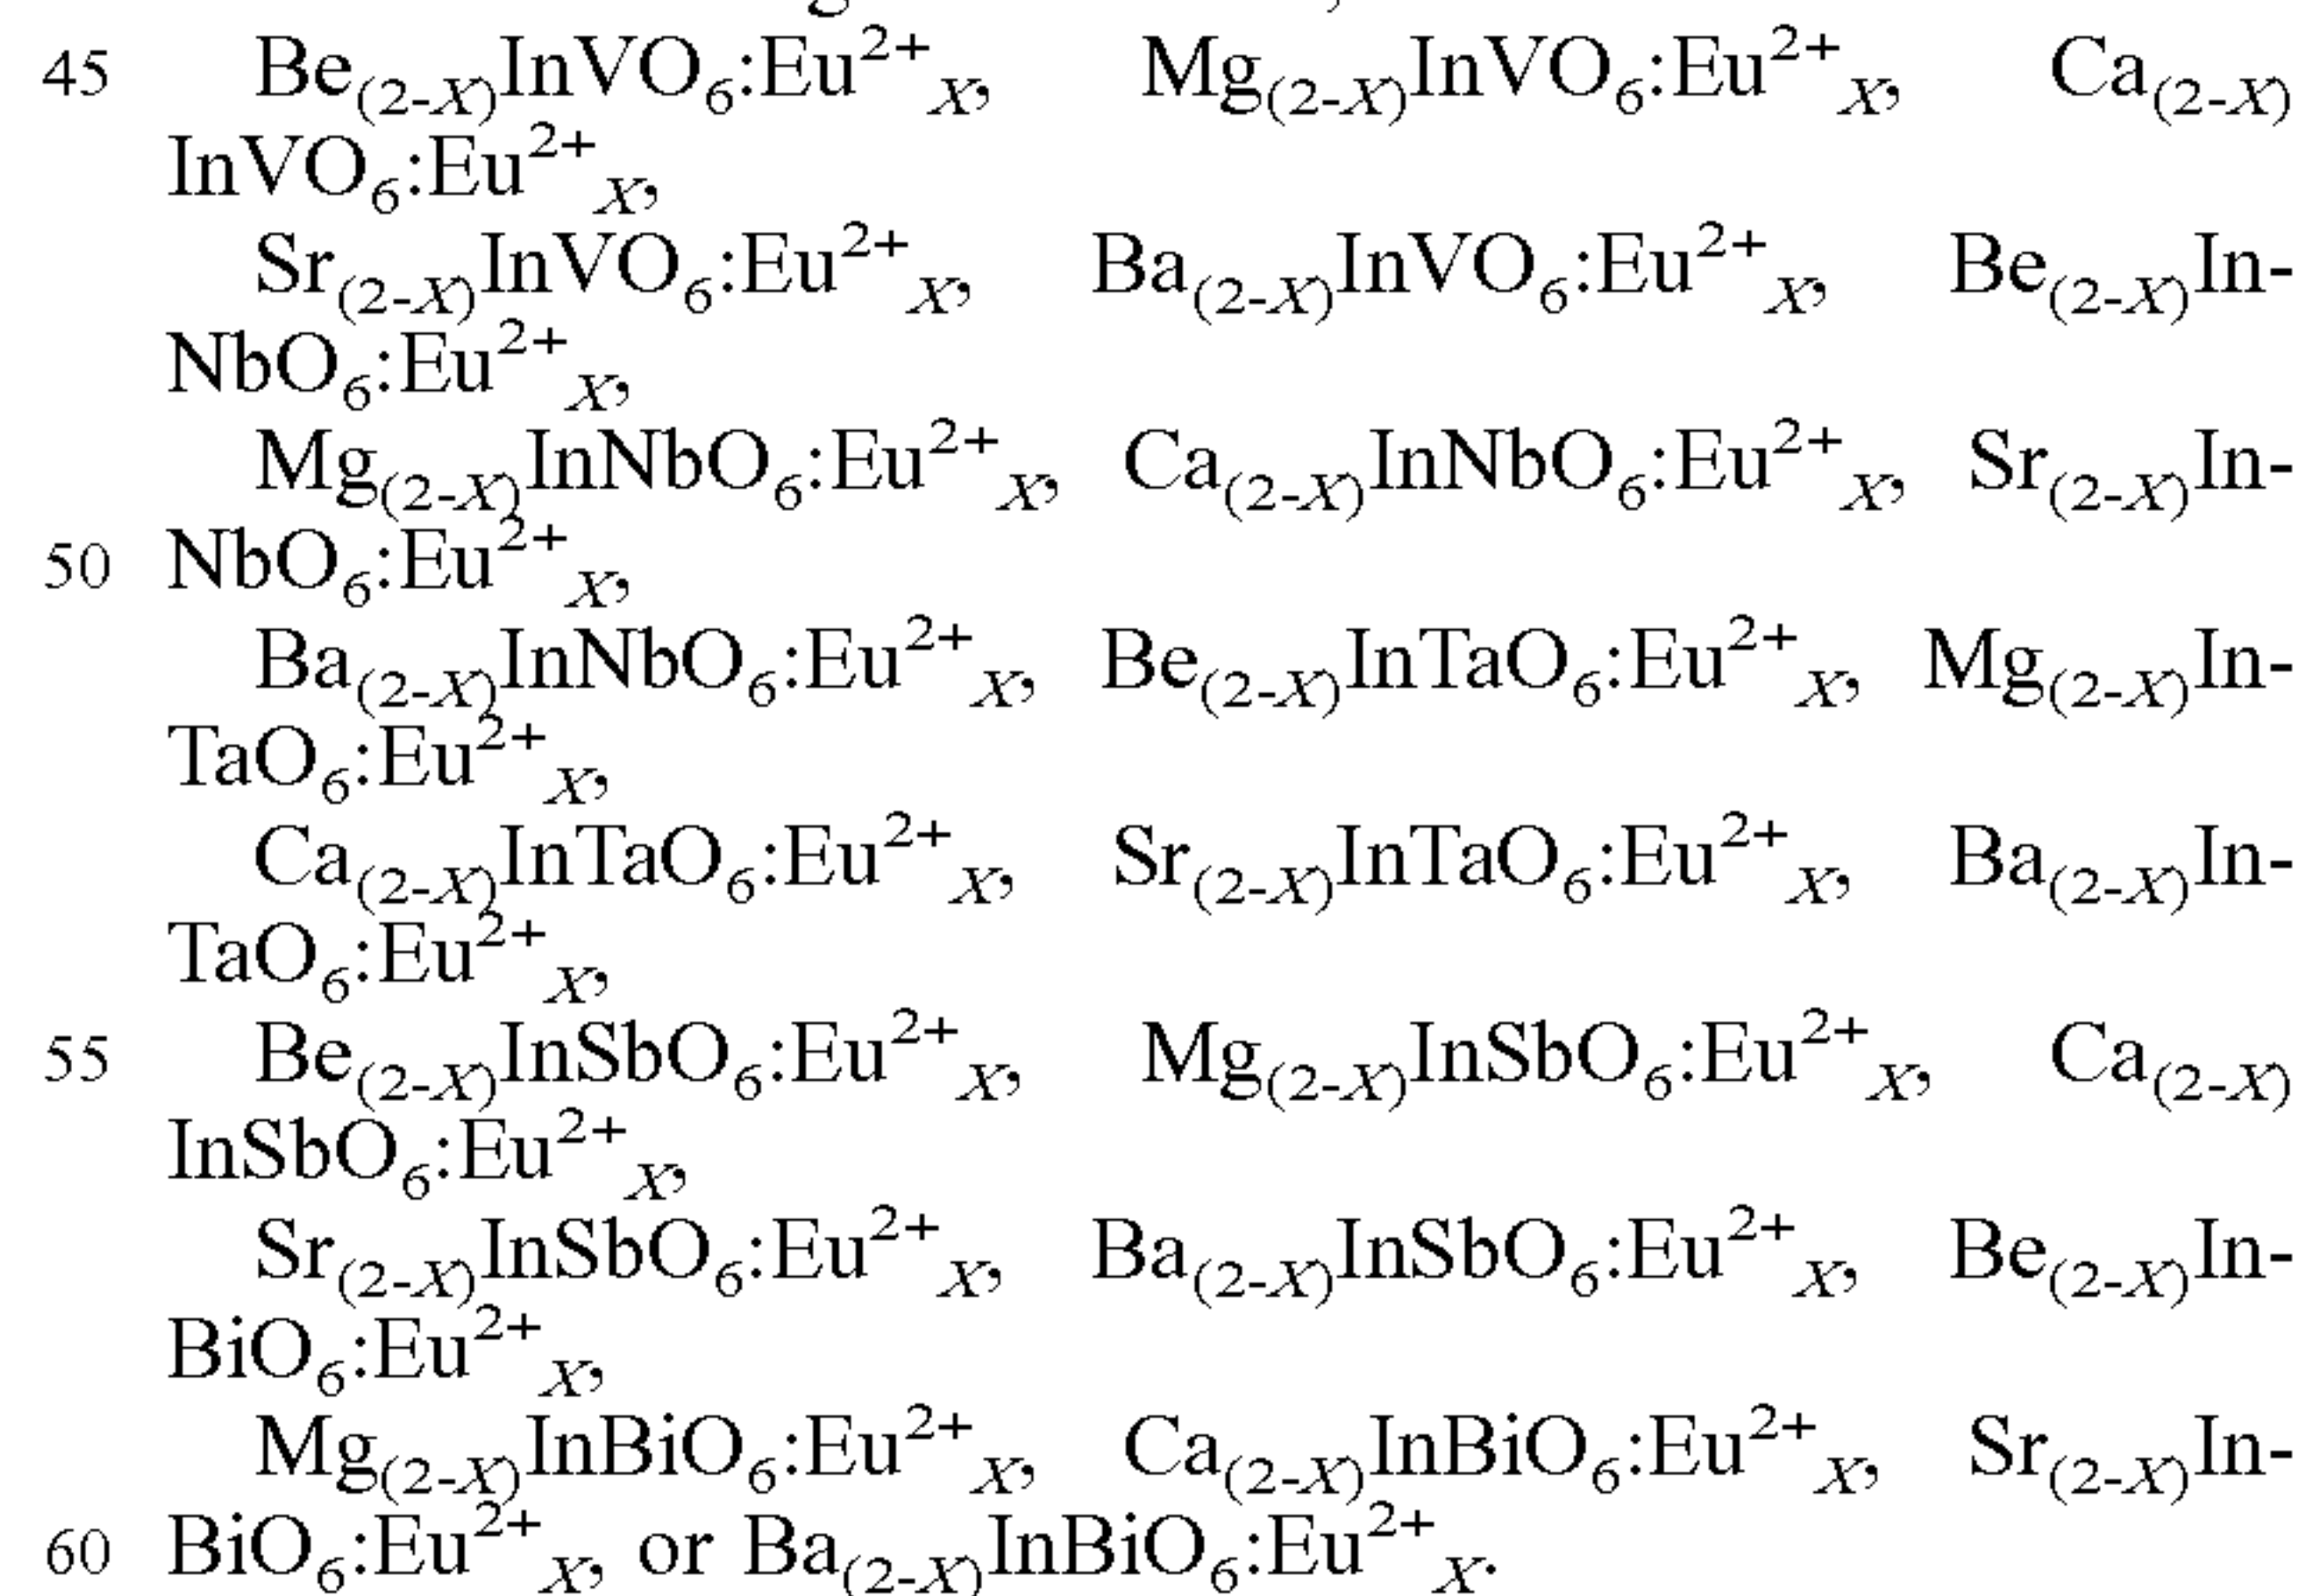 45 Be(2-X)InVO6:Eu2+X, Mg(2-X)InVO6:Eu2+X, Ca(2-X)
InVO6:Eu2+X,
Sr(2-X)InVO6:Eu2+X, Ba(2-X)InVO6:Eu2+X, Be(2-X)In-
NbO6:Eu2+X,
Mg(2-X)InNbO6:Eu2+X, Ca(2-X)InNbO6:Eu2+X, Sr(2-X)In-
50 NbO6:Eu2+X,
Ba(2-X)InNbO6:Eu2+X, Be(2-X)InTaO6:Eu2+X, Mg(2-X)In-
TaO6:Eu2+X,
Ca(2-X)InTaO6:Eu2+X, Sr(2-X)InTaO6:Eu2+X, Ba(2-X)In-
TaO6:Eu2+X,
55 Be(2-X)InSbO6:Eu2+X, Mg(2-X)InSbO6:Eu2+X, Ca(2-X)
InSbO6:Eu2+X,
Sr(2-X)InSbO6:Eu2+X, Ba(2-X)InSbO6:Eu2+X, Be(2-X)In-
BiO6:Eu2+X,
Mg(2-X)InBiO6:Eu2+X, Ca(2-X)InBiO6:Eu2+X, Sr(2-X)In-
60 BiO6:Eu2+X, or Ba(2-X)InBiO6:Eu2+X.